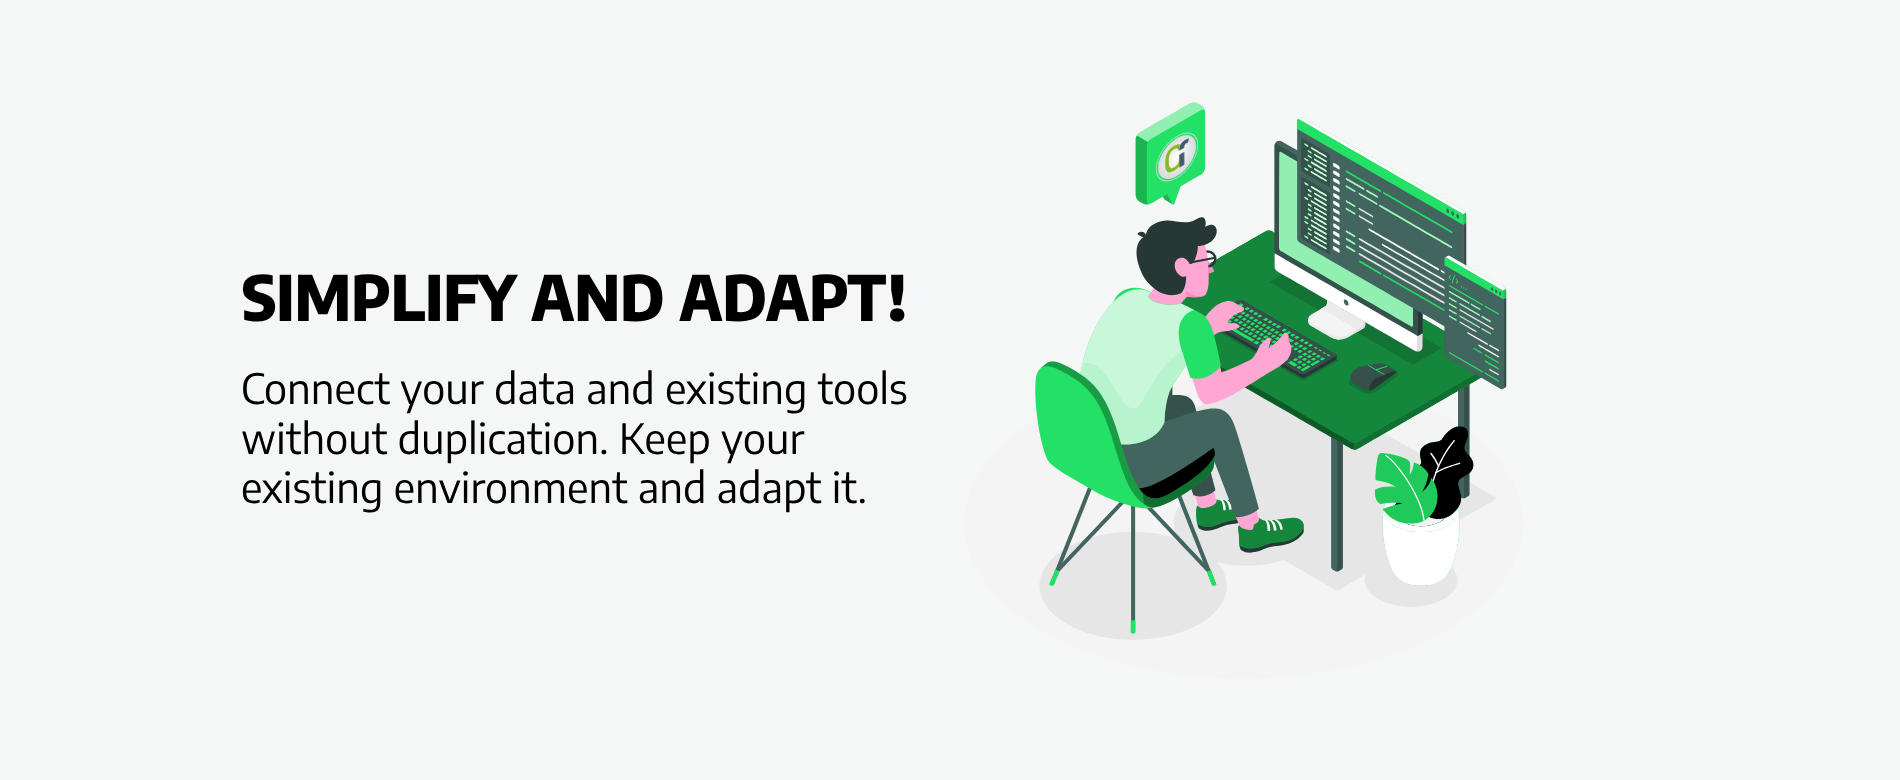 SIMPLIFY AND ADAPT!
Connect your data and existing tools
without duplication. Keep your
existing environment and adapt it.